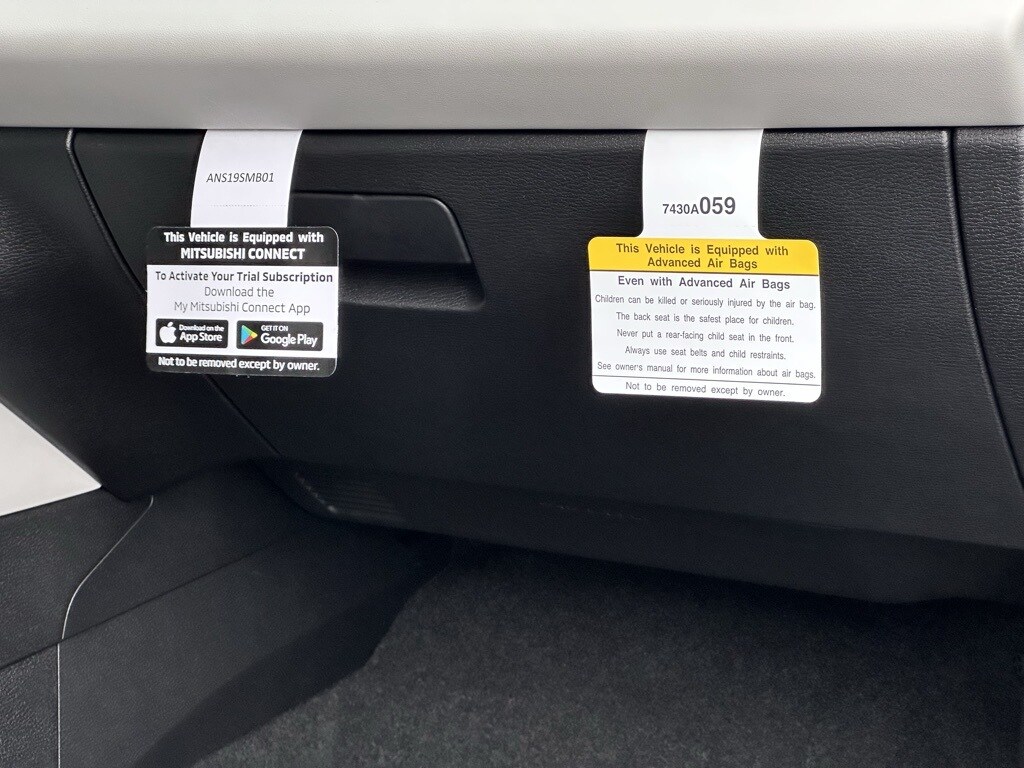 ANS19SMB01
This Vehicle is Equipped with
MITSUBISHI CONNECT
To Activate Your Trial Subscription
Download the
My Mitsubishi Connect App
Download on the
App Store
GET IT ON
Google Play
Not to be removed except by owner.
7430A059
This Vehicle is Equipped with
Advanced Air Bags
Even with Advanced Air Bags
Children can be killed or seriously injured by the air bag.
The back seat is the safest place for children.
Never put a rear-facing child seat in the front.
Always use seat belts and child restraints.
See owner's manual for more information about air bags.
Not to be removed except by owner.